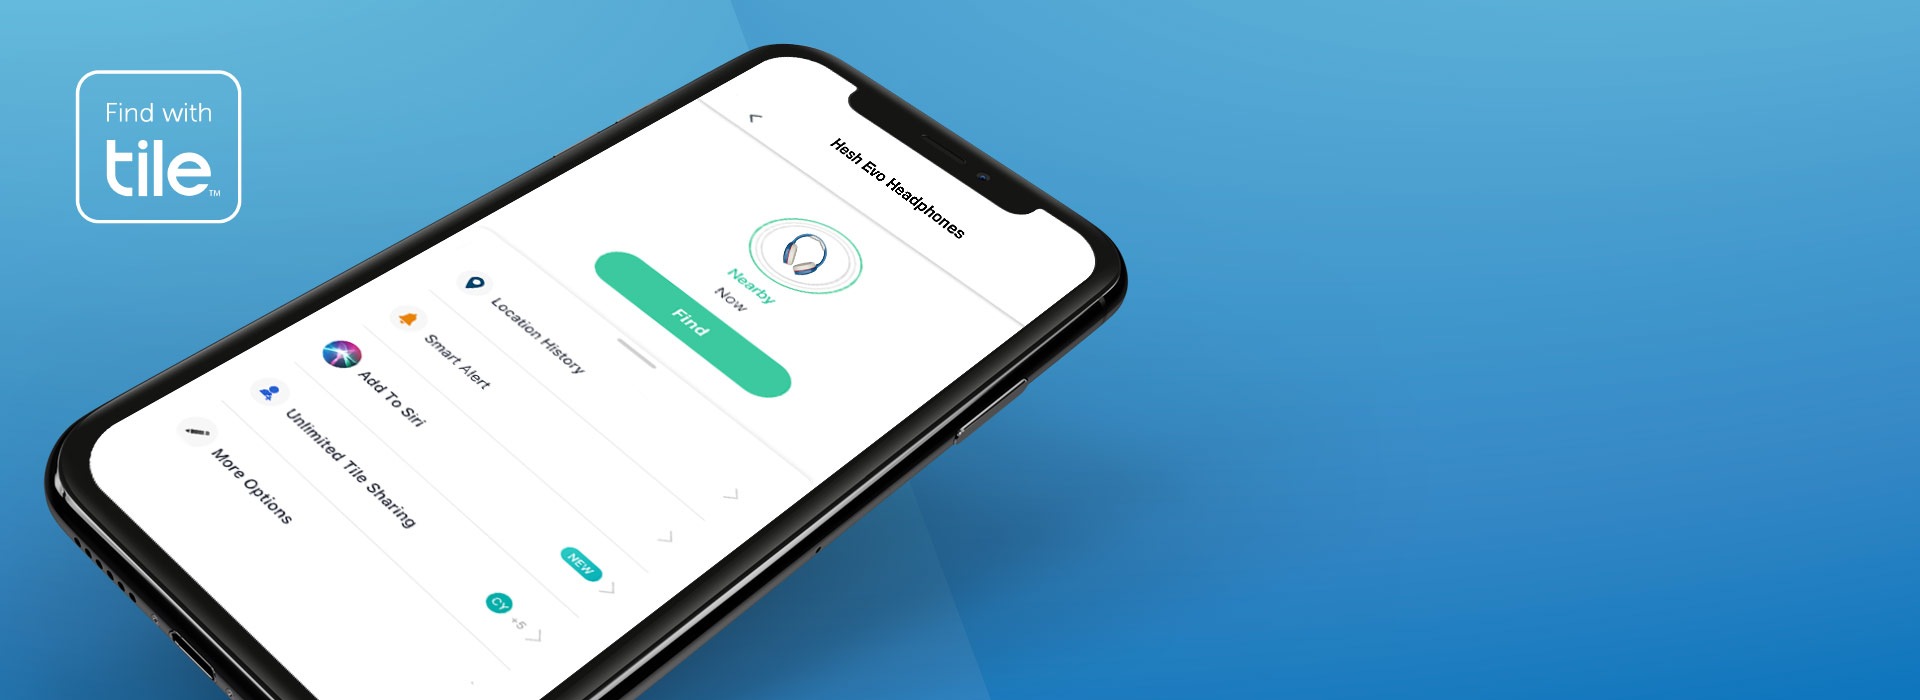 Find with
tile™
Hesh Evo Headphones
Nearby
Now
Find
Location History
Smart Alert
Add To Siri
NEW
Unlimited Tile Sharing
CY +5
More Options